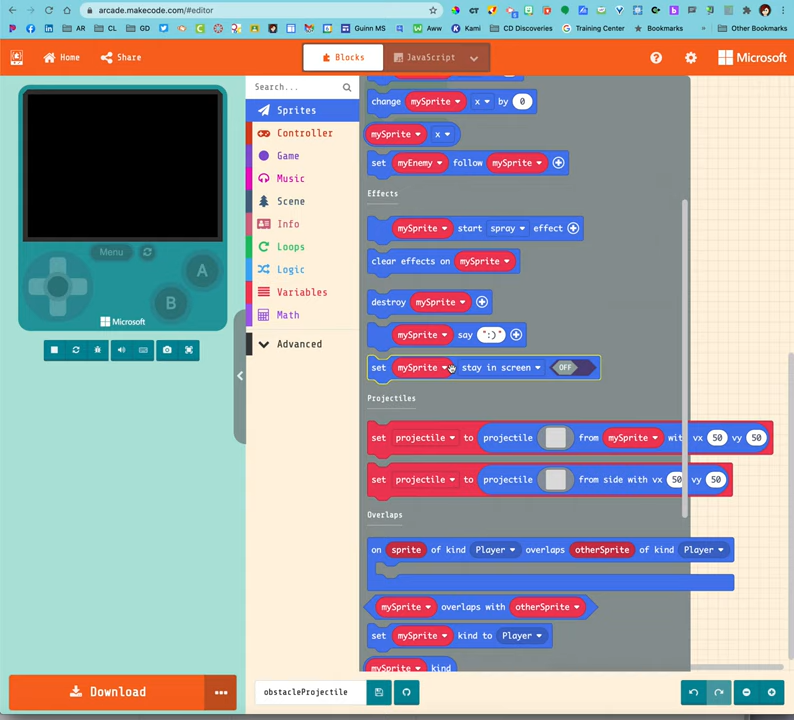 arcade.makecode.com/#editor
AR CL GD Guinn MS Aww Kami CD Discoveries Training Center Bookmarks Other Bookmarks
Home Share Blocks JavaScript Microsoft
Search...
Sprites
Controller
Game
Music
Scene
Info
Loops
Logic
Variables
Math
Advanced
Menu
A
B
Microsoft
change mySprite x by 0
mySprite x
set myEnemy follow mySprite
Effects
mySprite start spray effect
clear effects on mySprite
destroy mySprite
mySprite say ":)"
set mySprite stay in screen OFF
Projectiles
set projectile to projectile from mySprite with vx 50 vy 50
set projectile to projectile from side with vx 50 vy 50
Overlaps
on sprite of kind Player overlaps otherSprite of kind Player
mySprite overlaps with otherSprite
set mySprite kind to Player
mySprite kind
Download
obstacleProjectile